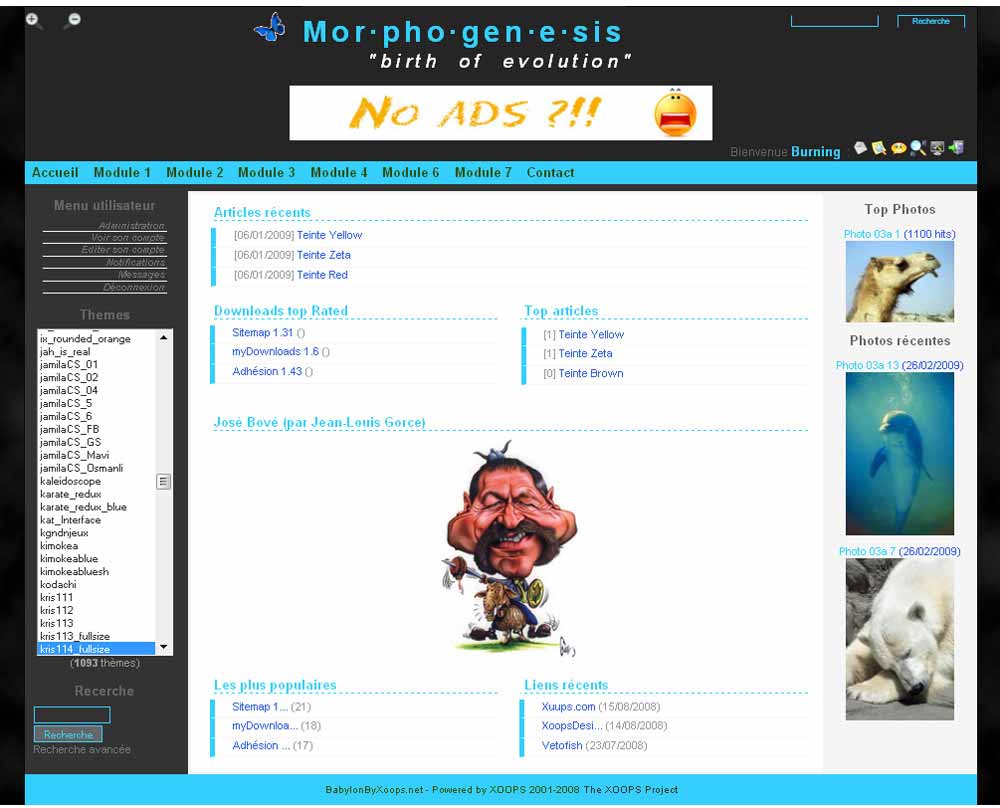 Mor·pho·gen·e·sis
"birth of evolution"
Recherche
No ADS ?!!
Bienvenue Burning :
Accueil Module 1 Module 2 Module 3 Module 4 Module 6 Module 7 Contact
Menu utilisateur
Administration
Voir son compte
Editer son compte
Notifications
Messages
Déconnexion
Themes
ix_rounded_orange
jah_is_real
jamilaCS_01
jamilaCS_02
jamilaCS_04
jamilaCS_5
jamilaCS_6
jamilaCS_FB
jamilaCS_GS
jamilaCS_Mavi
jamilaCS_Osmanli
kaleidoscope
karate_redux
karate_redux_blue
kat_Interface
kgndnjeux
kimokea
kimokeablue
kimokeabluesh
kodachi
kris111
kris112
kris113
kris113_fullsize
kris114_fullsize
(1093 thèmes)
Recerche
Recherche
Recherche avancée
Articles récents
[06/01/2009] Teinte Yellow
[06/01/2009] Teinte Zeta
[06/01/2009] Teinte Red
Downloads top Rated
Sitemap 1.31 ()
myDownloads 1.6 ()
Adhésion 1.43 ()
Top articles
[1] Teinte Yellow
[1] Teinte Zeta
[0] Teinte Brown
José Bové (par Jean-Louis Gorce)
Les plus populaires
Sitemap 1... (21)
myDownloa... (18)
Adhésion ... (17)
Liens récents
Xuups.com (15/08/2008)
XoopsDesi... (14/08/2008)
Vetofish (23/07/2008)
Top Photos
Photo 03a 1 (1100 hits)
Photos récentes
Photo 03a 13 (26/02/2009)
Photo 03a 7 (26/02/2009)
BabylonByXoops.net - Powered by XOOPS 2001-2008 The XOOPS Project